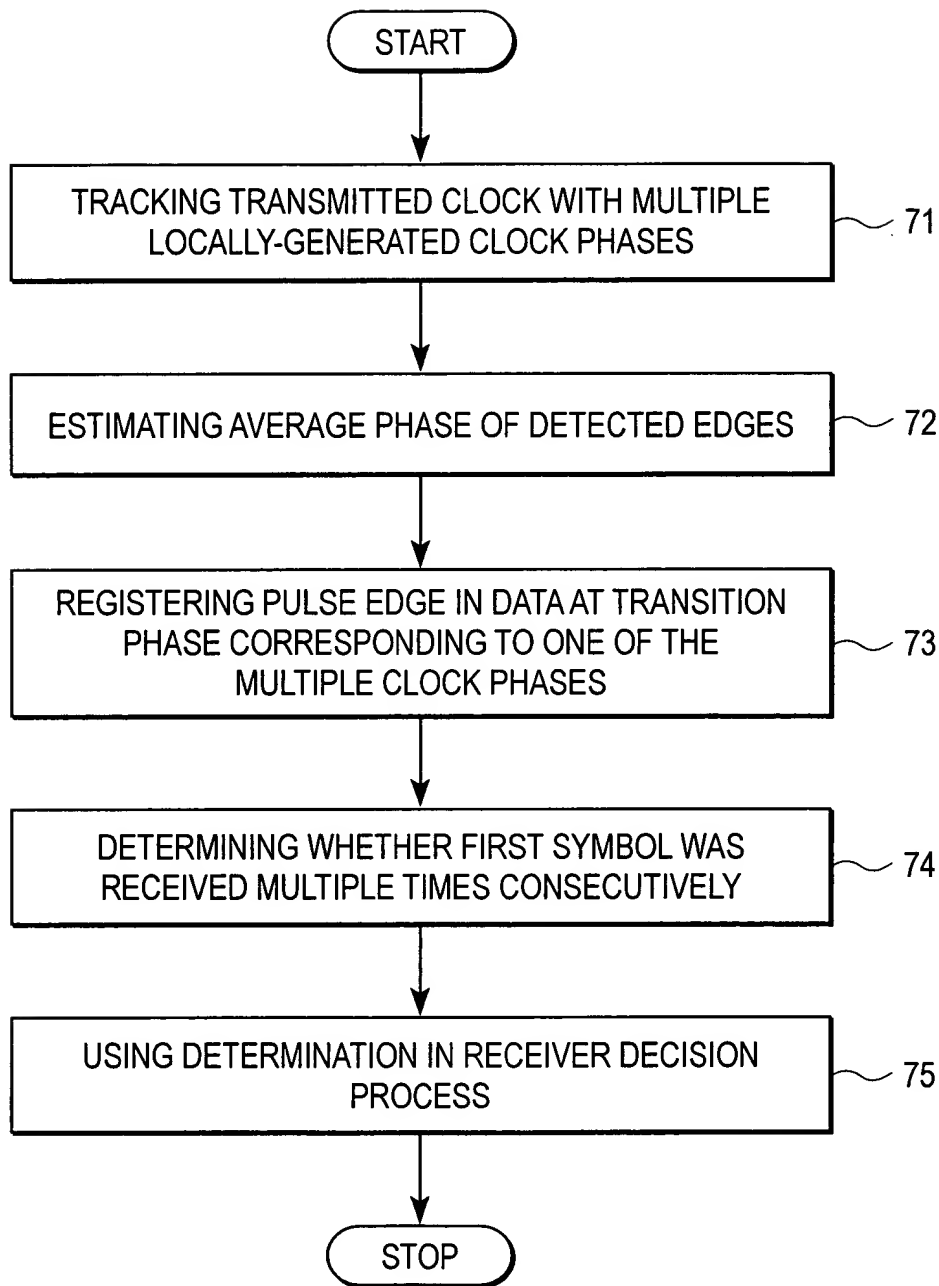 START
TRACKING TRANSMITTED CLOCK WITH MULTIPLE
LOCALLY-GENERATED CLOCK PHASES
71
ESTIMATING AVERAGE PHASE OF DETECTED EDGES
72
REGISTERING PULSE EDGE IN DATA AT TRANSITION
PHASE CORRESPONDING TO ONE OF THE
MULTIPLE CLOCK PHASES
73
DETERMINING WHETHER FIRST SYMBOL WAS
RECEIVED MULTIPLE TIMES CONSECUTIVELY
74
USING DETERMINATION IN RECEIVER DECISION
PROCESS
75
STOP